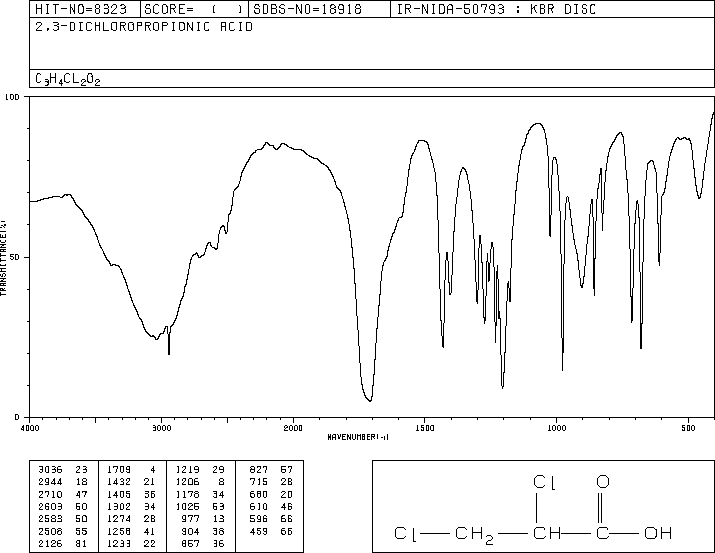 HIT-NO=8323 SCORE= ( ) SDBS-NO=18918 IR-NIDA-50793 : KBR DISC
2,3-DICHLOROPROPIONIC ACID
C3H4CL2O2
100
50
0
TRANSMITTANCE(%)
4000 3000 2000 1500 1000 500
WAVENUMBER(-1)
3036 23 1709 4 1219 29 827 57
2944 18 1432 21 1206 8 715 28
2710 47 1405 36 1178 34 680 20
2603 50 1302 34 1025 53 610 46
2583 50 1274 28 977 13 596 66
2508 55 1258 41 904 38 459 66
2126 81 1233 22 857 36
Cl O
Cl CH2 CH C OH